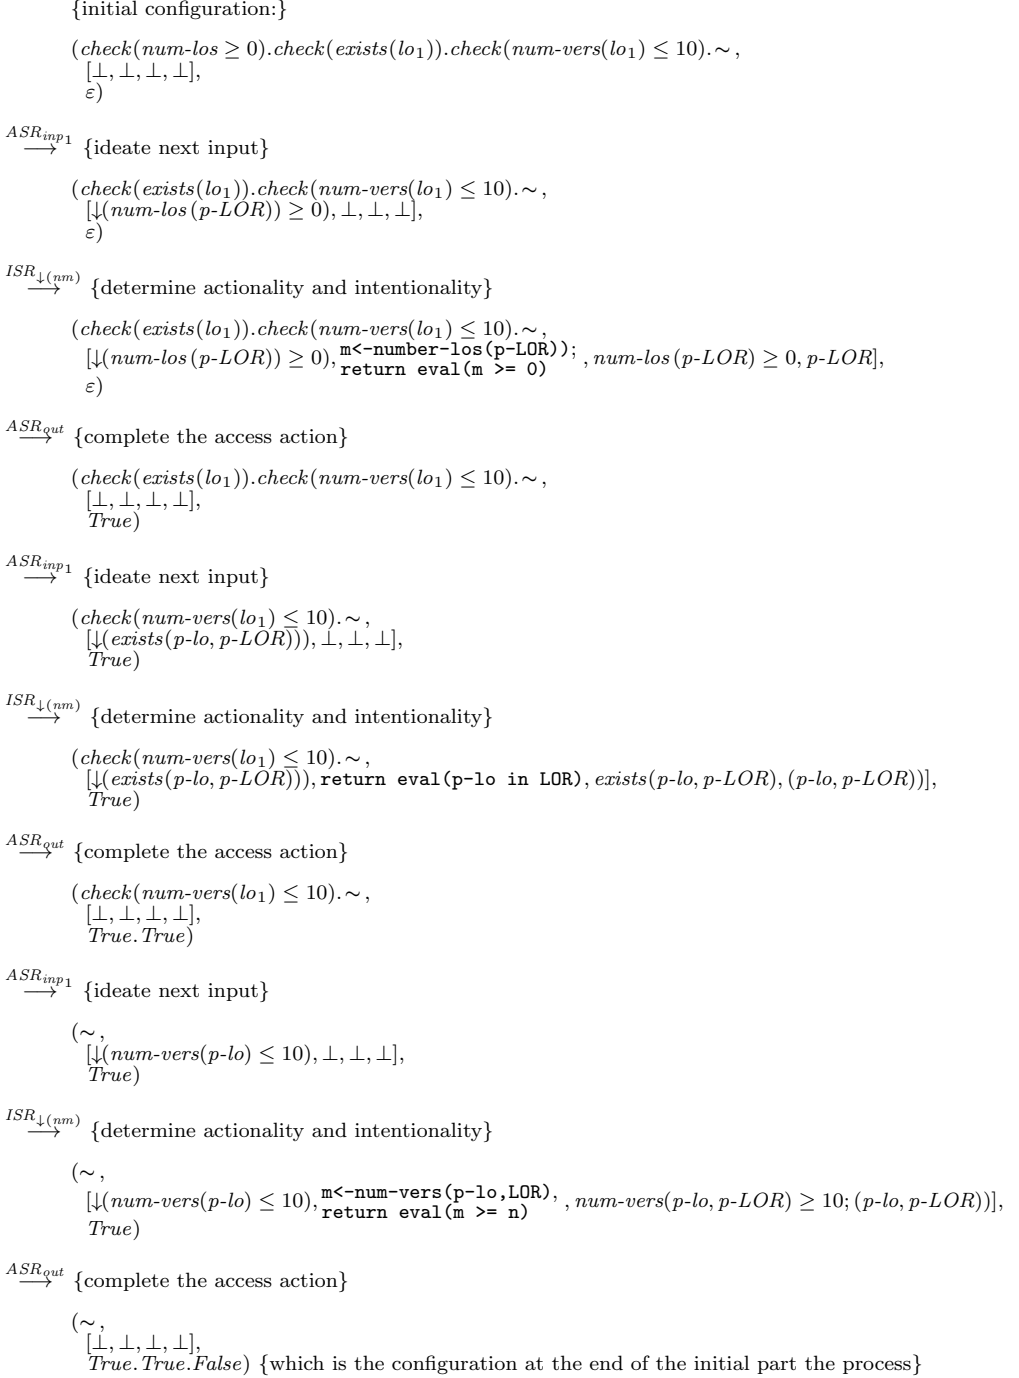 {initial configuration:}
(check(num-los ≥ 0).check(exists(lo₁)).check(num-vers(lo₁) ≤ 10).∼,
[⊥, ⊥, ⊥, ⊥],
ε)
ASR_inp₁ ⟶ {ideate next input}
(check(exists(lo₁)).check(num-vers(lo₁) ≤ 10).∼,
[↓(num-los(p-LOR)) ≥ 0), ⊥, ⊥, ⊥],
ε)
ISR_↓(nm) ⟶ {determine actionality and intentionality}
(check(exists(lo₁)).check(num-vers(lo₁) ≤ 10).∼,
[↓(num-los(p-LOR)) ≥ 0), m<-number-los(p-LOR)); return eval(m >= 0) , num-los(p-LOR) ≥ 0, p-LOR],
ε)
ASR_out ⟶ {complete the access action}
(check(exists(lo₁)).check(num-vers(lo₁) ≤ 10).∼,
[⊥, ⊥, ⊥, ⊥],
True)
ASR_inp₁ ⟶ {ideate next input}
(check(num-vers(lo₁) ≤ 10).∼,
[↓(exists(p-lo, p-LOR))), ⊥, ⊥, ⊥],
True)
ISR_↓(nm) ⟶ {determine actionality and intentionality}
(check(num-vers(lo₁) ≤ 10).∼,
[↓(exists(p-lo, p-LOR))), return eval(p-lo in LOR), exists(p-lo, p-LOR), (p-lo, p-LOR))],
True)
ASR_out ⟶ {complete the access action}
(check(num-vers(lo₁) ≤ 10).∼,
[⊥, ⊥, ⊥, ⊥],
True.True)
ASR_inp₁ ⟶ {ideate next input}
(∼,
[↓(num-vers(p-lo) ≤ 10), ⊥, ⊥, ⊥],
True)
ISR_↓(nm) ⟶ {determine actionality and intentionality}
(∼,
[↓(num-vers(p-lo) ≤ 10), m<-num-vers(p-lo,LOR), return eval(m >= n) , num-vers(p-lo, p-LOR) ≥ 10; (p-lo, p-LOR))],
True)
ASR_out ⟶ {complete the access action}
(∼,
[⊥, ⊥, ⊥, ⊥],
True.True.False) {which is the configuration at the end of the initial part the process}